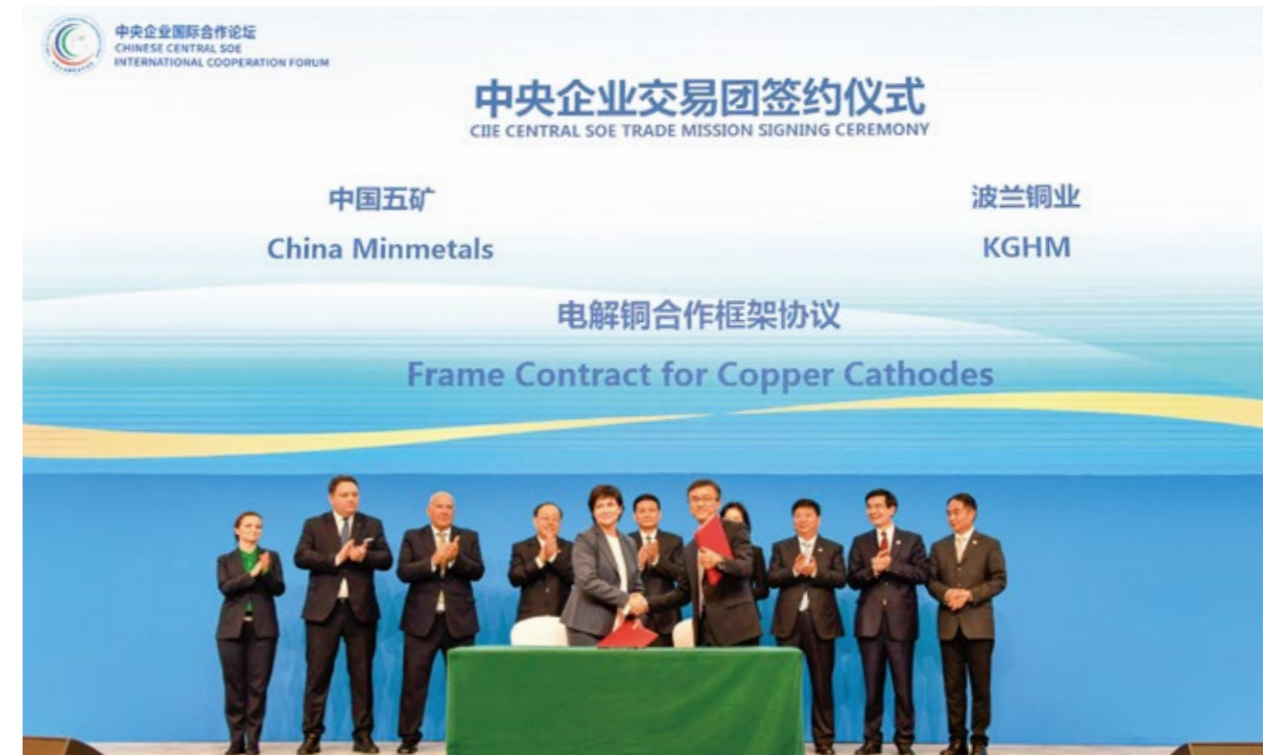 中央企业国际合作论坛
CHINESE CENTRAL SOE
INTERNATIONAL COOPERATION FORUM
中央企业交易团签约仪式
CIIE CENTRAL SOE TRADE MISSION SIGNING CEREMONY
中国五矿
China Minmetals
波兰铜业
KGHM
电解铜合作框架协议
Frame Contract for Copper Cathodes